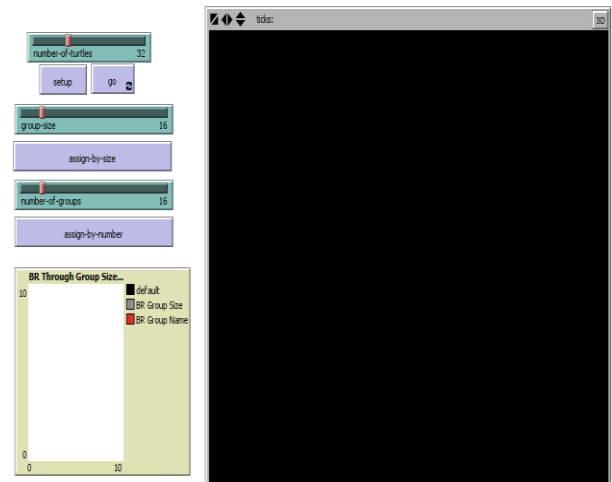 number-of-turtles 32
setup
go
group-size 16
assign-by-size
number-of-groups 16
assign-by-number
BR Through Group Size...
10
default
BR Group Size
BR Group Name
0
0 10
ticks:
3D